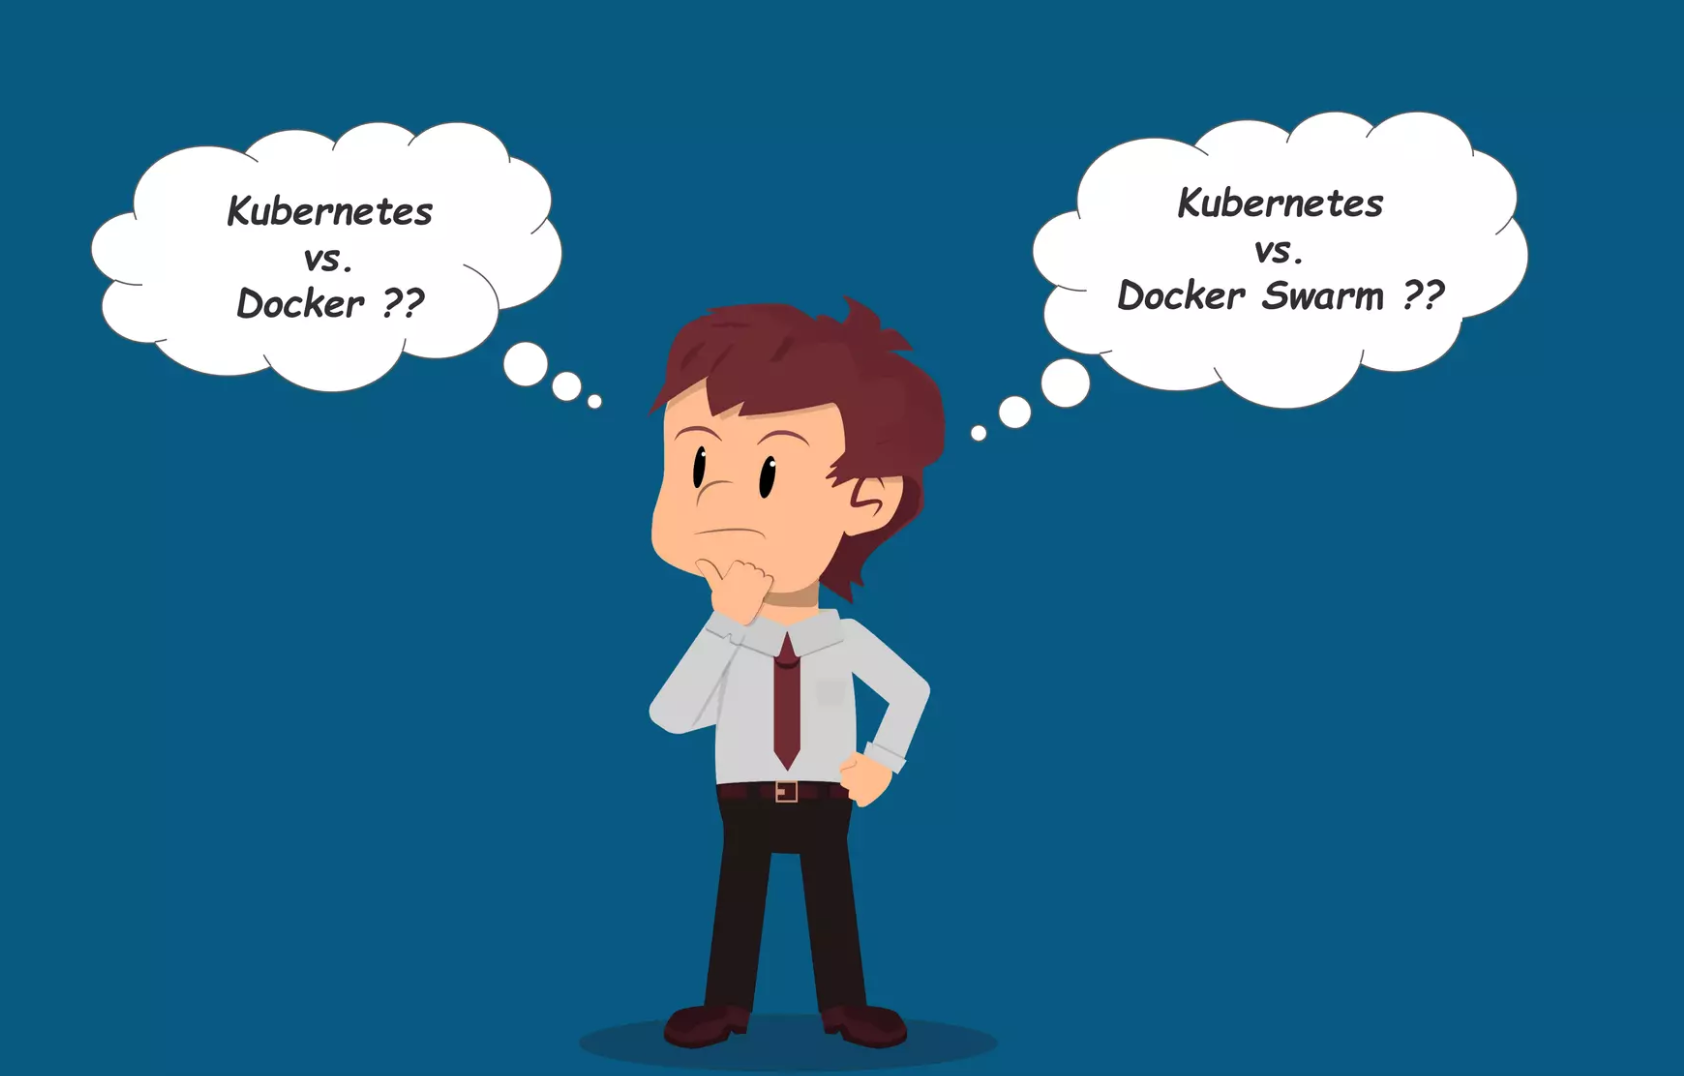 Kubernetes
vs.
Docker ??
Kubernetes
vs.
Docker Swarm ??